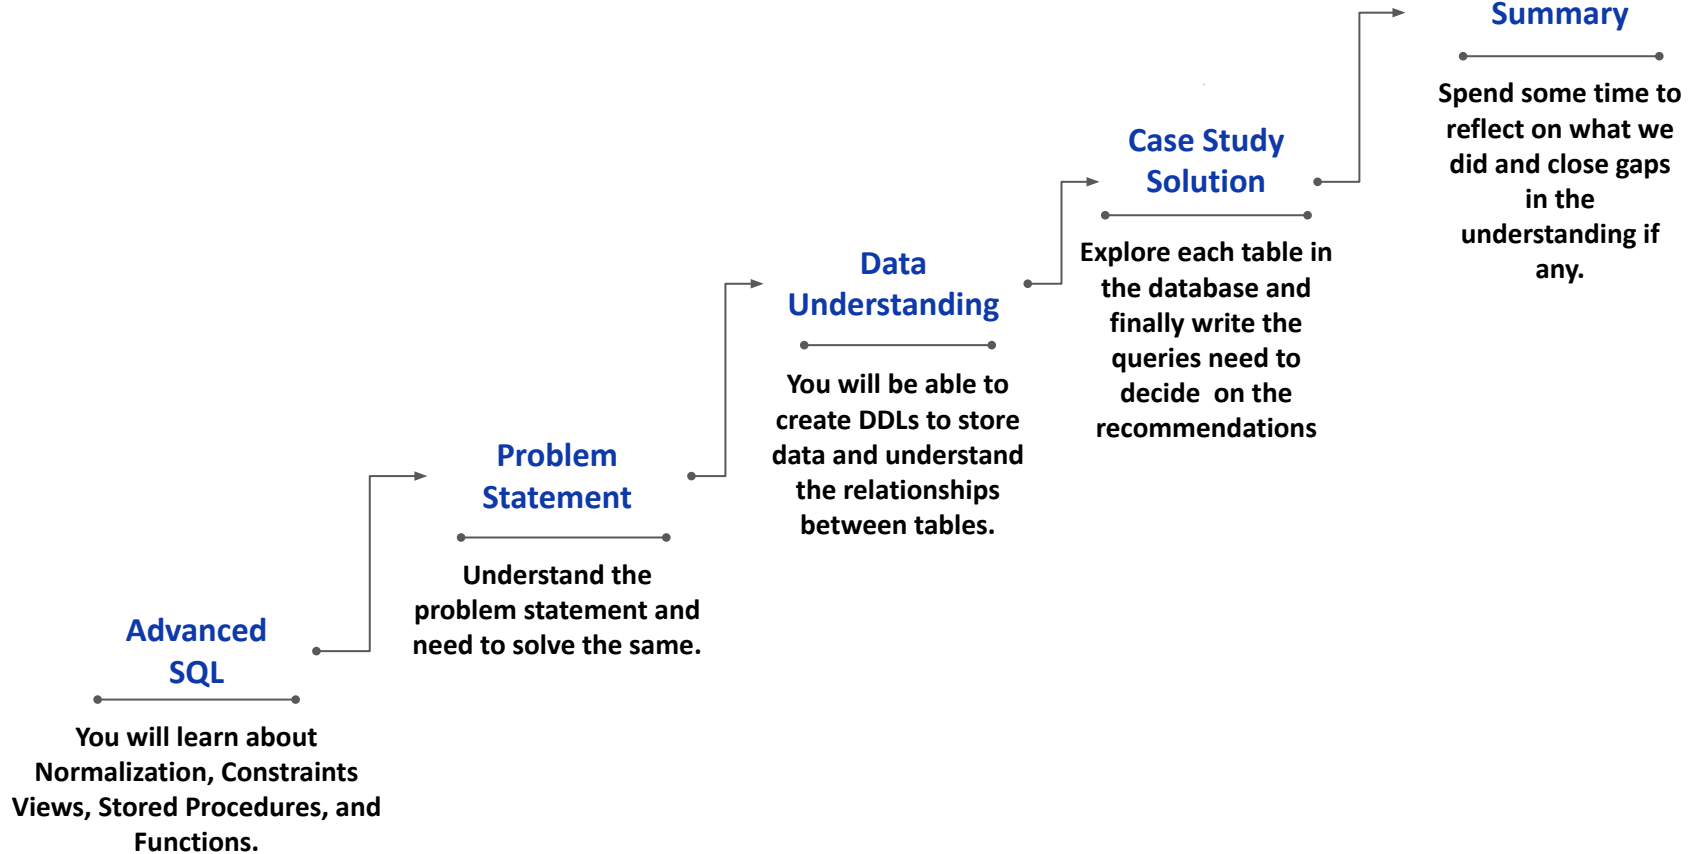 Advanced
SQL
You will learn about
Normalization, Constraints
Views, Stored Procedures, and
Functions.
Problem
Statement
Understand the
problem statement and
need to solve the same.
Data
Understanding
You will be able to
create DDLs to store
data and understand
the relationships
between tables.
Case Study
Solution
Explore each table in
the database and
finally write the
queries need to
decide  on the
recommendations
Summary
Spend some time to
reflect on what we
did and close gaps
in the
understanding if
any.